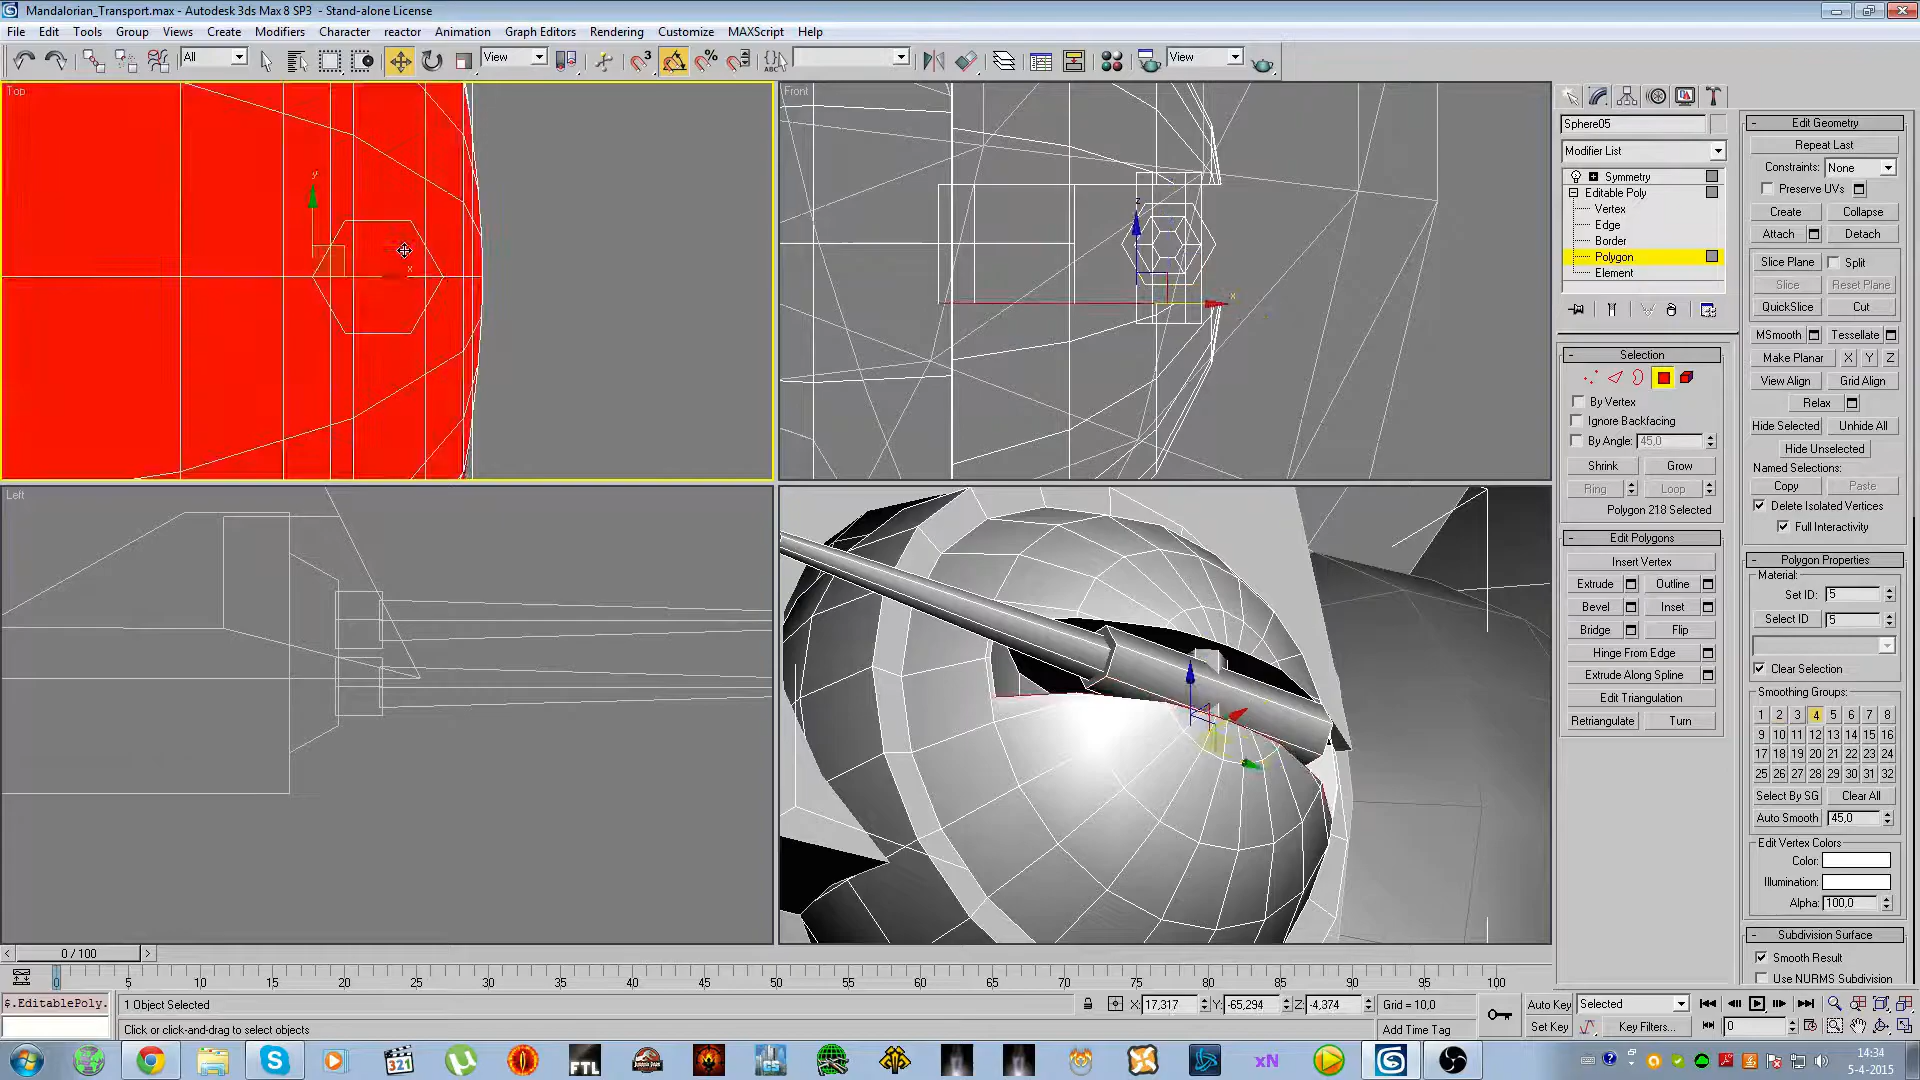 Mandalorian_Transport.max - Autodesk 3ds Max 8 SP3 - Stand-alone License
File Edit Tools Group Views Create Modifiers Character reactor Animation Graph Editors Rendering Customize MAXScript Help
All View 3 % ABC View
Top
Front
Left
y
x
z
x
Sphere05
Modifier List
Symmetry
Editable Poly
Vertex
Edge
Border
Polygon
Element
- Selection
By Vertex
Ignore Backfacing
By Angle: 45,0
Shrink Grow
Ring Loop
Polygon 218 Selected
- Edit Polygons
Insert Vertex
Extrude Outline
Bevel Inset
Bridge Flip
Hinge From Edge
Extrude Along Spline
Edit Triangulation
Retriangulate Turn
- Edit Geometry
Repeat Last
Constraints: None
Preserve UVs
Create Collapse
Attach Detach
Slice Plane Split
Slice Reset Plane
QuickSlice Cut
MSmooth Tessellate
Make Planar X Y Z
View Align Grid Align
Relax
Hide Selected Unhide All
Hide Unselected
Named Selections:
Copy Paste
Delete Isolated Vertices
Full Interactivity
- Polygon Properties
Material:
Set ID: 5
Select ID 5
Clear Selection
Smoothing Groups:
1 2 3 4 5 6 7 8
9 10 11 12 13 14 15 16
17 18 19 20 21 22 23 24
25 26 27 28 29 30 31 32
Select By SG Clear All
Auto Smooth 45,0
Edit Vertex Colors
Color:
Illumination:
Alpha: 100,0
- Subdivision Surface
Smooth Result
Use NURMS Subdivision
< 0 / 100 >
0 5 10 15 20 25 30 35 40 45 50 55 60 65 70 75 80 85 90 95 100
$.EditablePoly.
1 Object Selected
X: 17,317 Y: -65,294 Z: -4,374 Grid = 10,0
Auto Key Selected
Click or click-and-drag to select objects
Add Time Tag
Set Key Key Filters... 0
321 FTL xN
14:34
5-4-2015